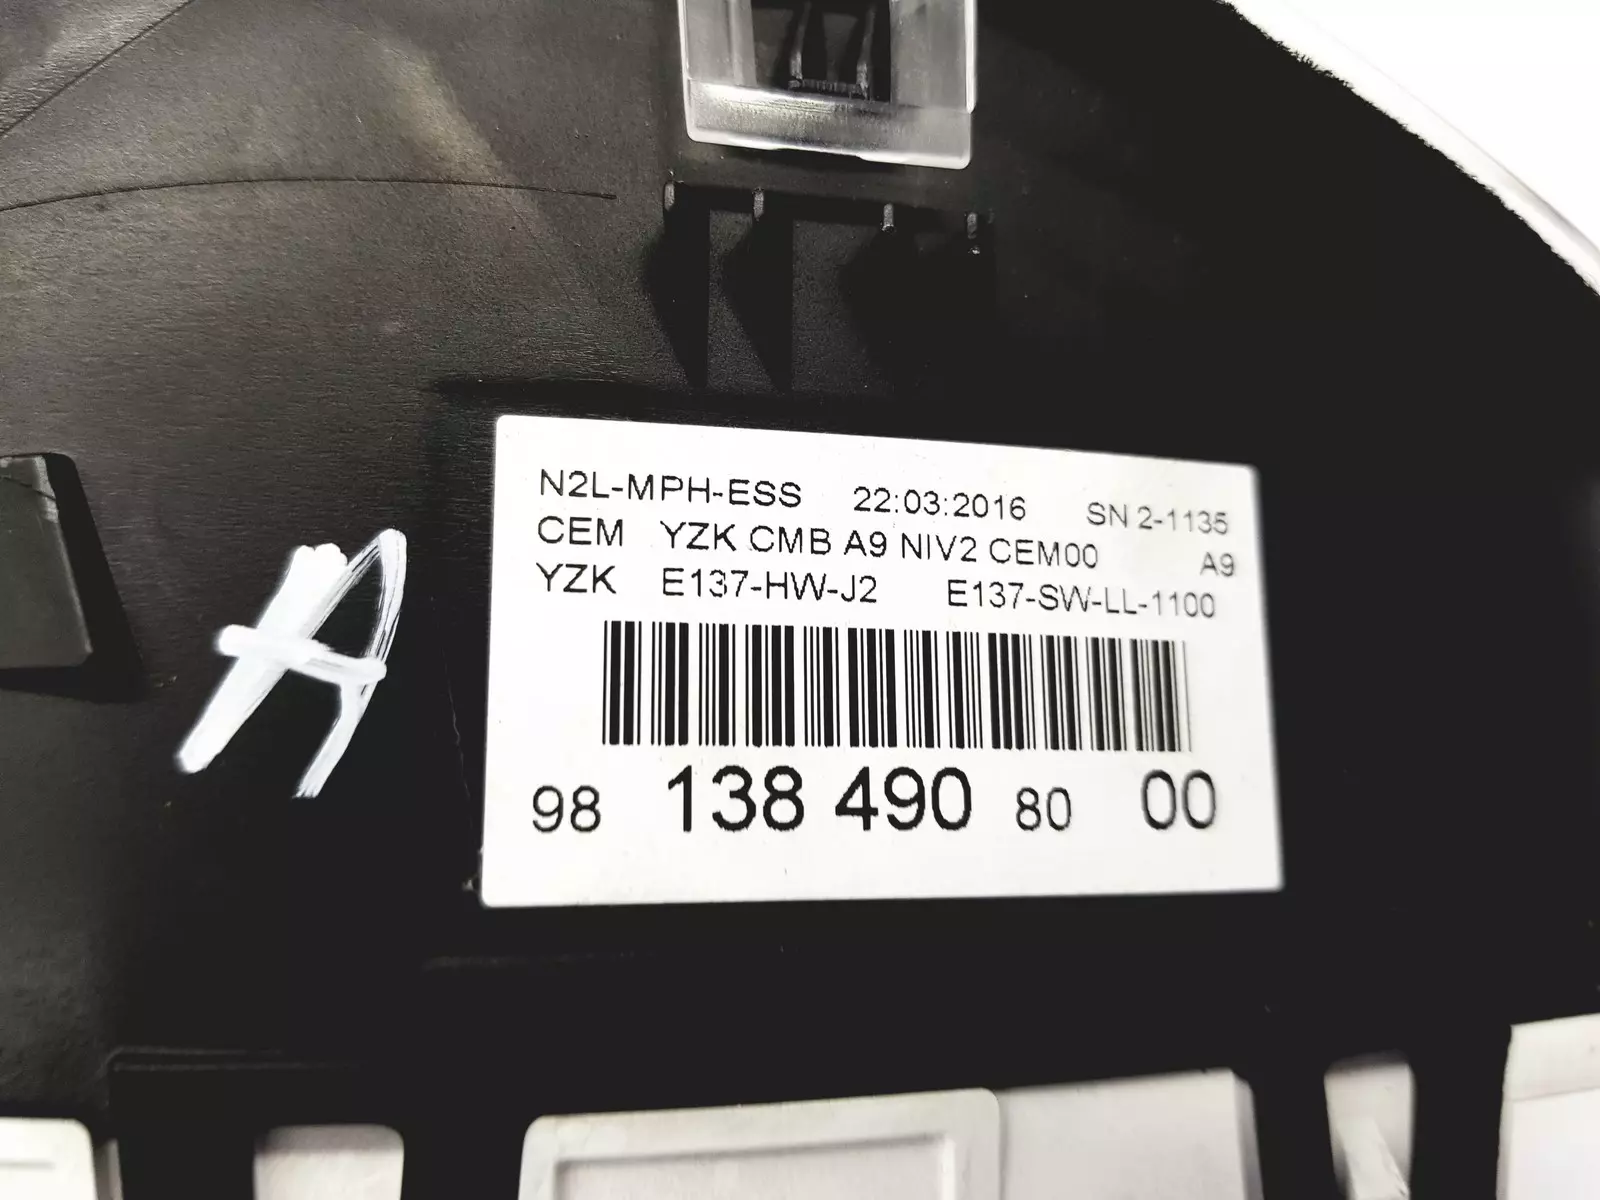 N2L-MPH-ESS 22:03:2016 SN 2-1135
CEM YZK CMB A9 NIV2 CEM00 A9
YZK E137-HW-J2 E137-SW-LL-1100
98 138 490 80 00
A